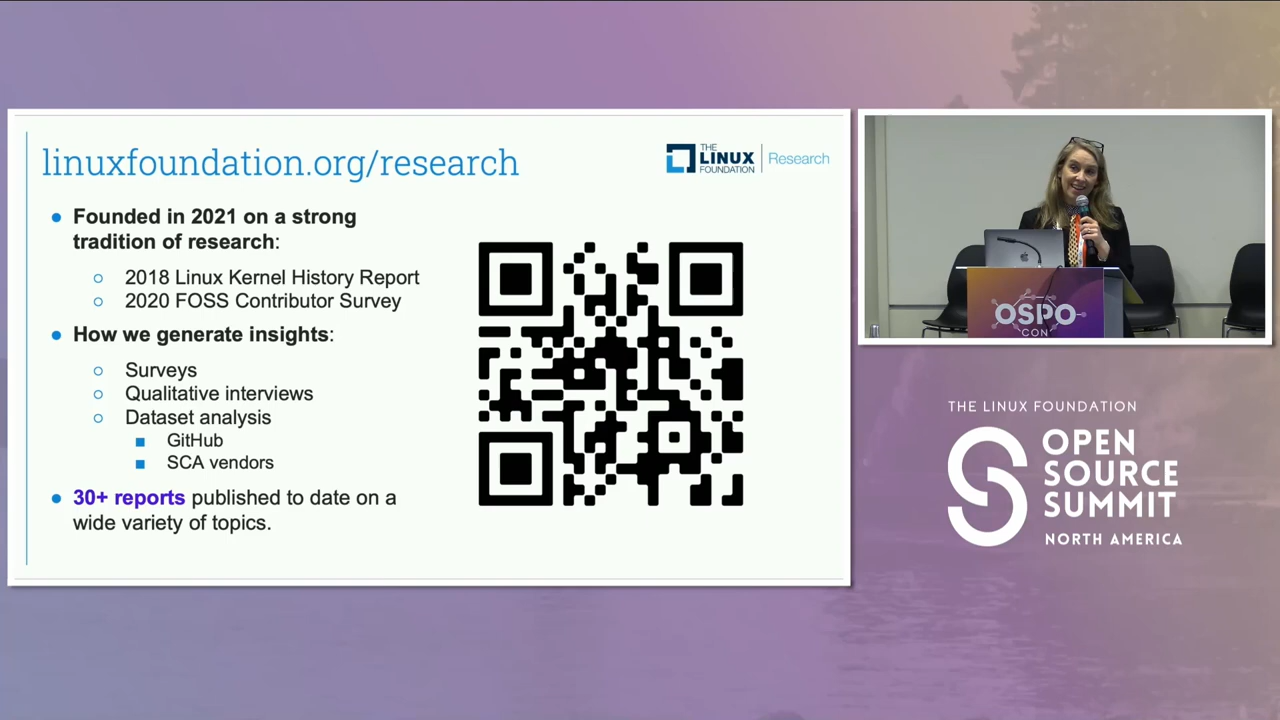 linuxfoundation.org/research
THE
LINUX
FOUNDATION
Research
Founded in 2021 on a strong
tradition of research:
2018 Linux Kernel History Report
2020 FOSS Contributor Survey
How we generate insights:
Surveys
Qualitative interviews
Dataset analysis
GitHub
SCA vendors
30+ reports published to date on a
wide variety of topics.
OSPO
CON
THE LINUX FOUNDATION
OPEN
SOURCE
SUMMIT
NORTH AMERICA